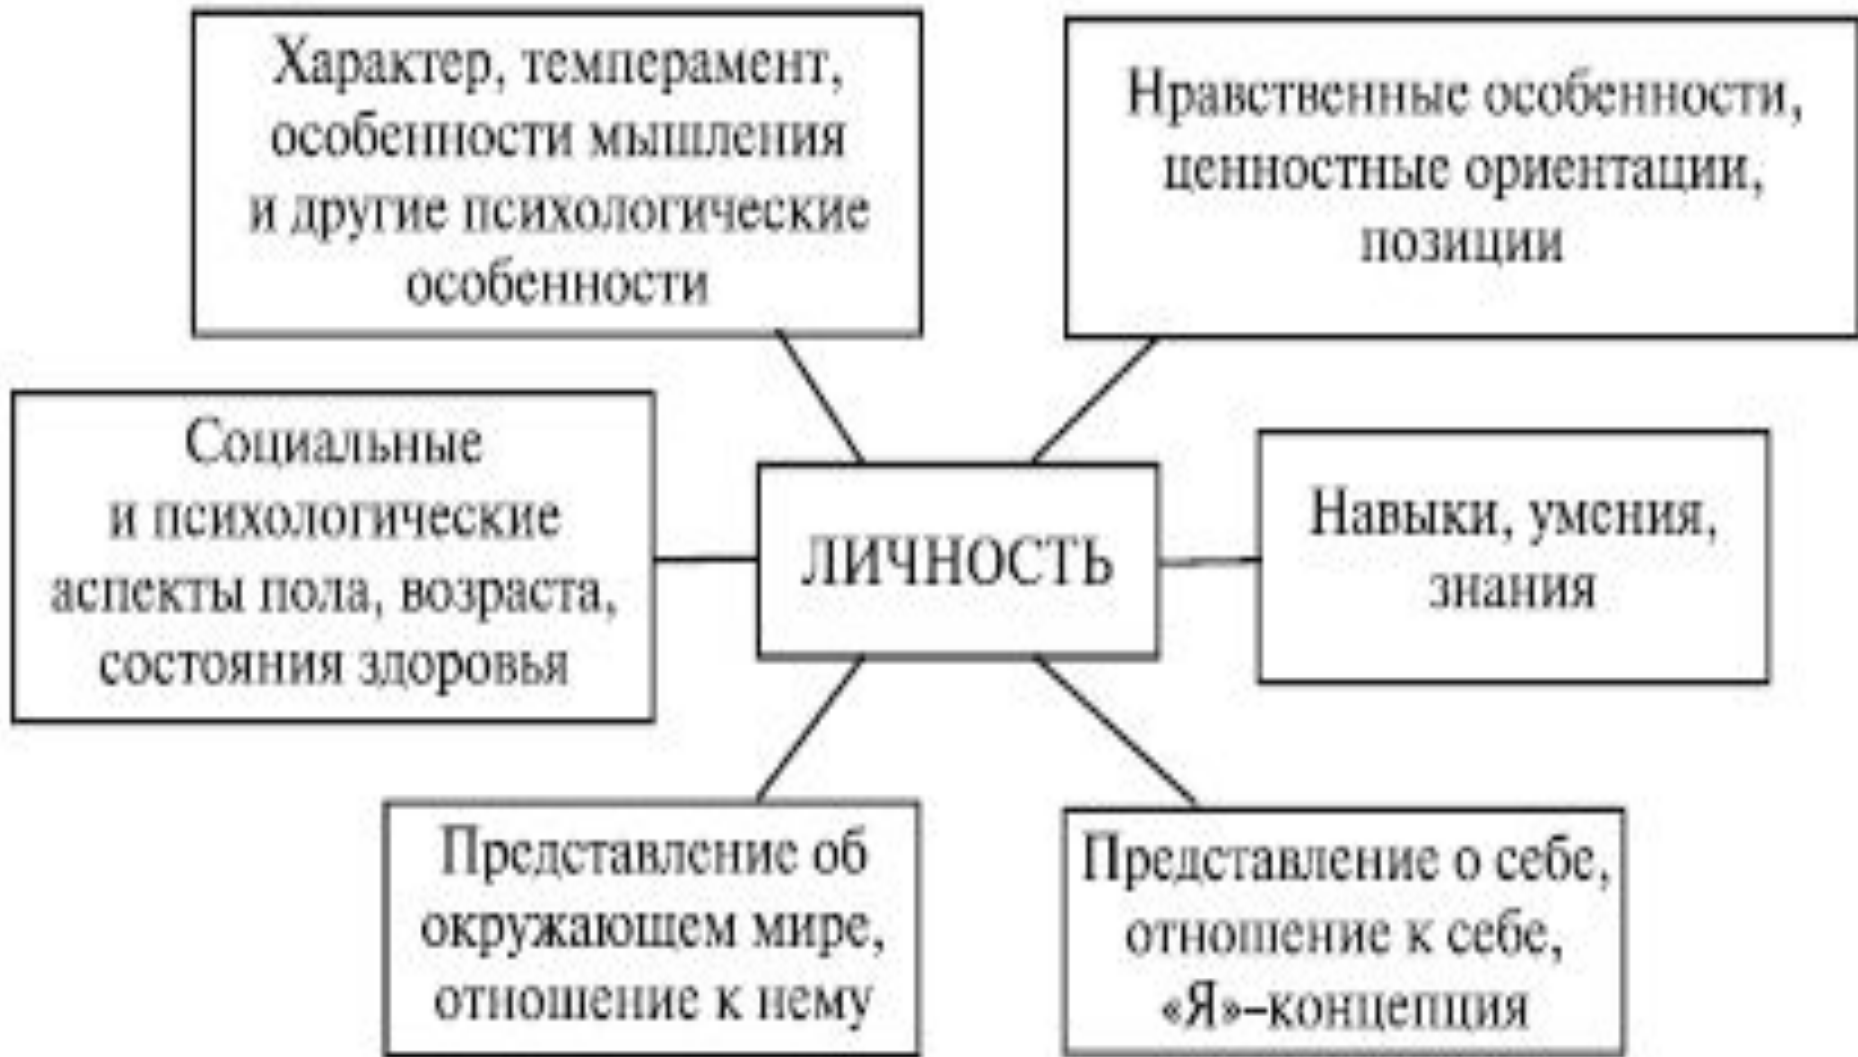 Характер, темперамент,
особенности мышления
и другие психологические
особенности
Нравственные особенности,
ценностные ориентации,
позиции
Социальные
и психологические
аспекты пола, возраста,
состояния здоровья
ЛИЧНОСТЬ
Навыки, умения,
знания
Представление об
окружающем мире,
отношение к нему
Представление о себе,
отношение к себе,
«Я»–концепция